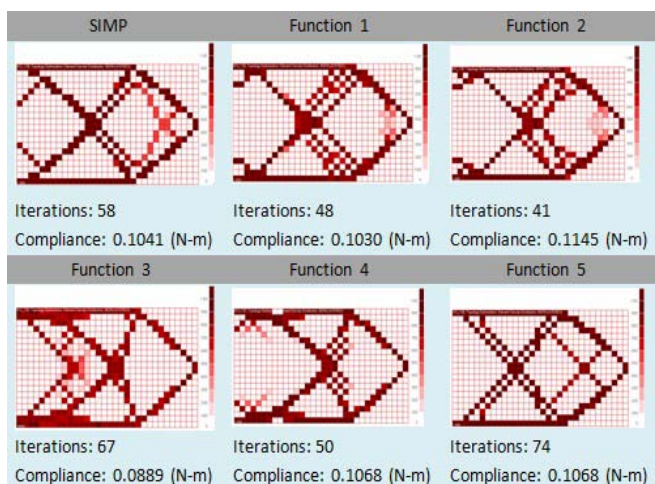 SIMP
Function 1
Function 2
Iterations: 58
Iterations: 48
Iterations: 41
Compliance: 0.1041 (N-m)
Compliance: 0.1030 (N-m)
Compliance: 0.1145 (N-m)
Function 3
Function 4
Function 5
Iterations: 67
Iterations: 50
Iterations: 74
Compliance: 0.0889 (N-m)
Compliance: 0.1068 (N-m)
Compliance: 0.1068 (N-m)